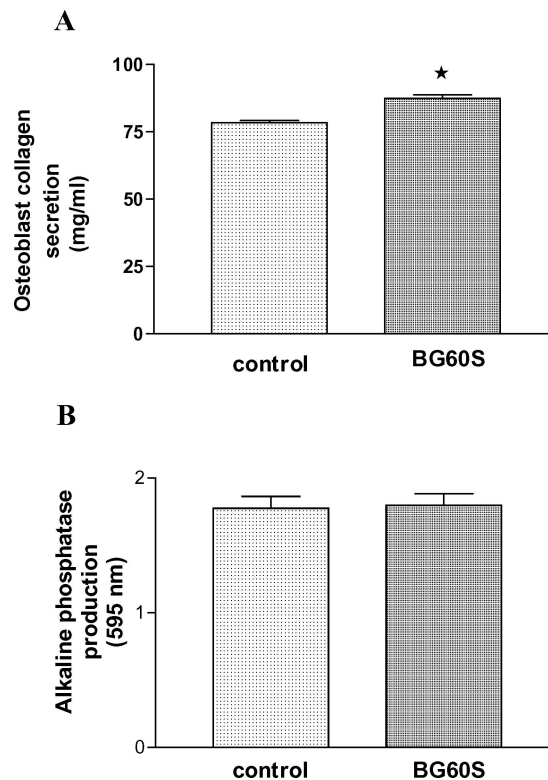 A
Osteoblast collagen
secretion
(mg/ml)
100
75
50
25
0
control
BG60S
B
Alkaline phosphatase
production
(595 nm)
2
1
0
control
BG60S